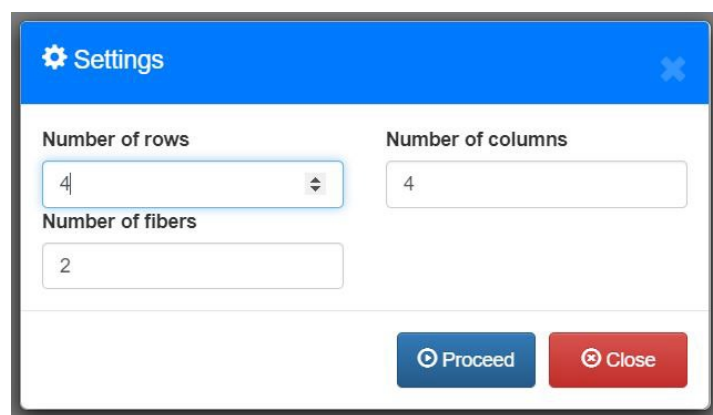 Settings
Number of rows
Number of columns
4
4
Number of fibers
2
Proceed
Close